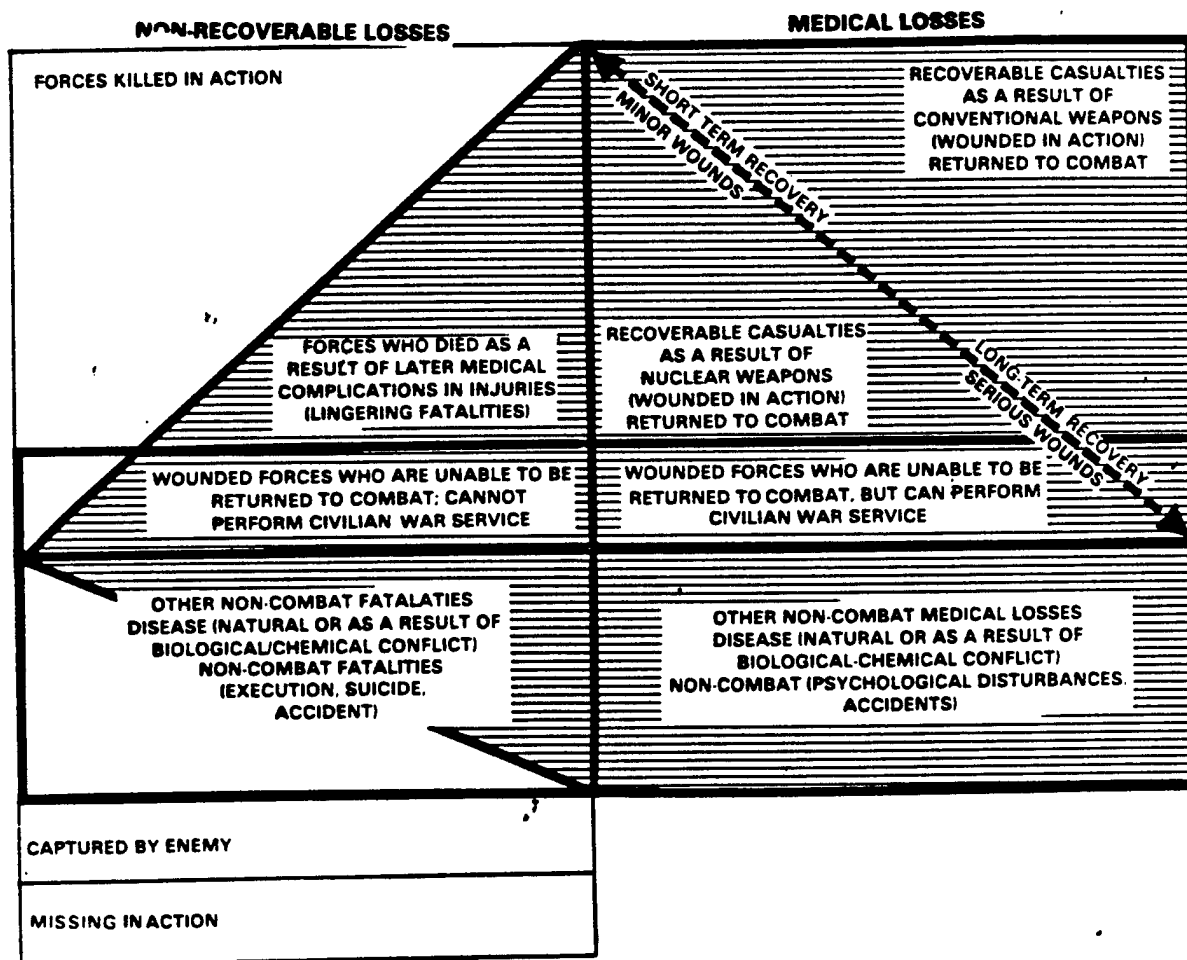 NON-RECOVERABLE LOSSES
MEDICAL LOSSES
FORCES KILLED IN ACTION
RECOVERABLE CASUALTIES
AS A RESULT OF
CONVENTIONAL WEAPONS
(WOUNDED IN ACTION)
RETURNED TO COMBAT
SHORT TERM RECOVERY
MINOR WOUNDS
FORCES WHO DIED AS A
RESULT OF LATER MEDICAL
COMPLICATIONS IN INJURIES
(LINGERING FATALITIES)
RECOVERABLE CASUALTIES
AS A RESULT OF
NUCLEAR WEAPONS
(WOUNDED IN ACTION)
RETURNED TO COMBAT
LONG-TERM RECOVERY
SERIOUS WOUNDS
WOUNDED FORCES WHO ARE UNABLE TO BE
RETURNED TO COMBAT; CANNOT
PERFORM CIVILIAN WAR SERVICE
WOUNDED FORCES WHO ARE UNABLE TO BE
RETURNED TO COMBAT, BUT CAN PERFORM
CIVILIAN WAR SERVICE
OTHER NON-COMBAT FATALATIES
DISEASE (NATURAL OR AS A RESULT OF
BIOLOGICAL/CHEMICAL CONFLICT)
NON-COMBAT FATALITIES
(EXECUTION, SUICIDE,
ACCIDENT)
OTHER NON-COMBAT MEDICAL LOSSES
DISEASE (NATURAL OR AS A RESULT OF
BIOLOGICAL-CHEMICAL CONFLICT)
NON-COMBAT (PSYCHOLOGICAL DISTURBANCES,
ACCIDENTS)
CAPTURED BY ENEMY
MISSING IN ACTION